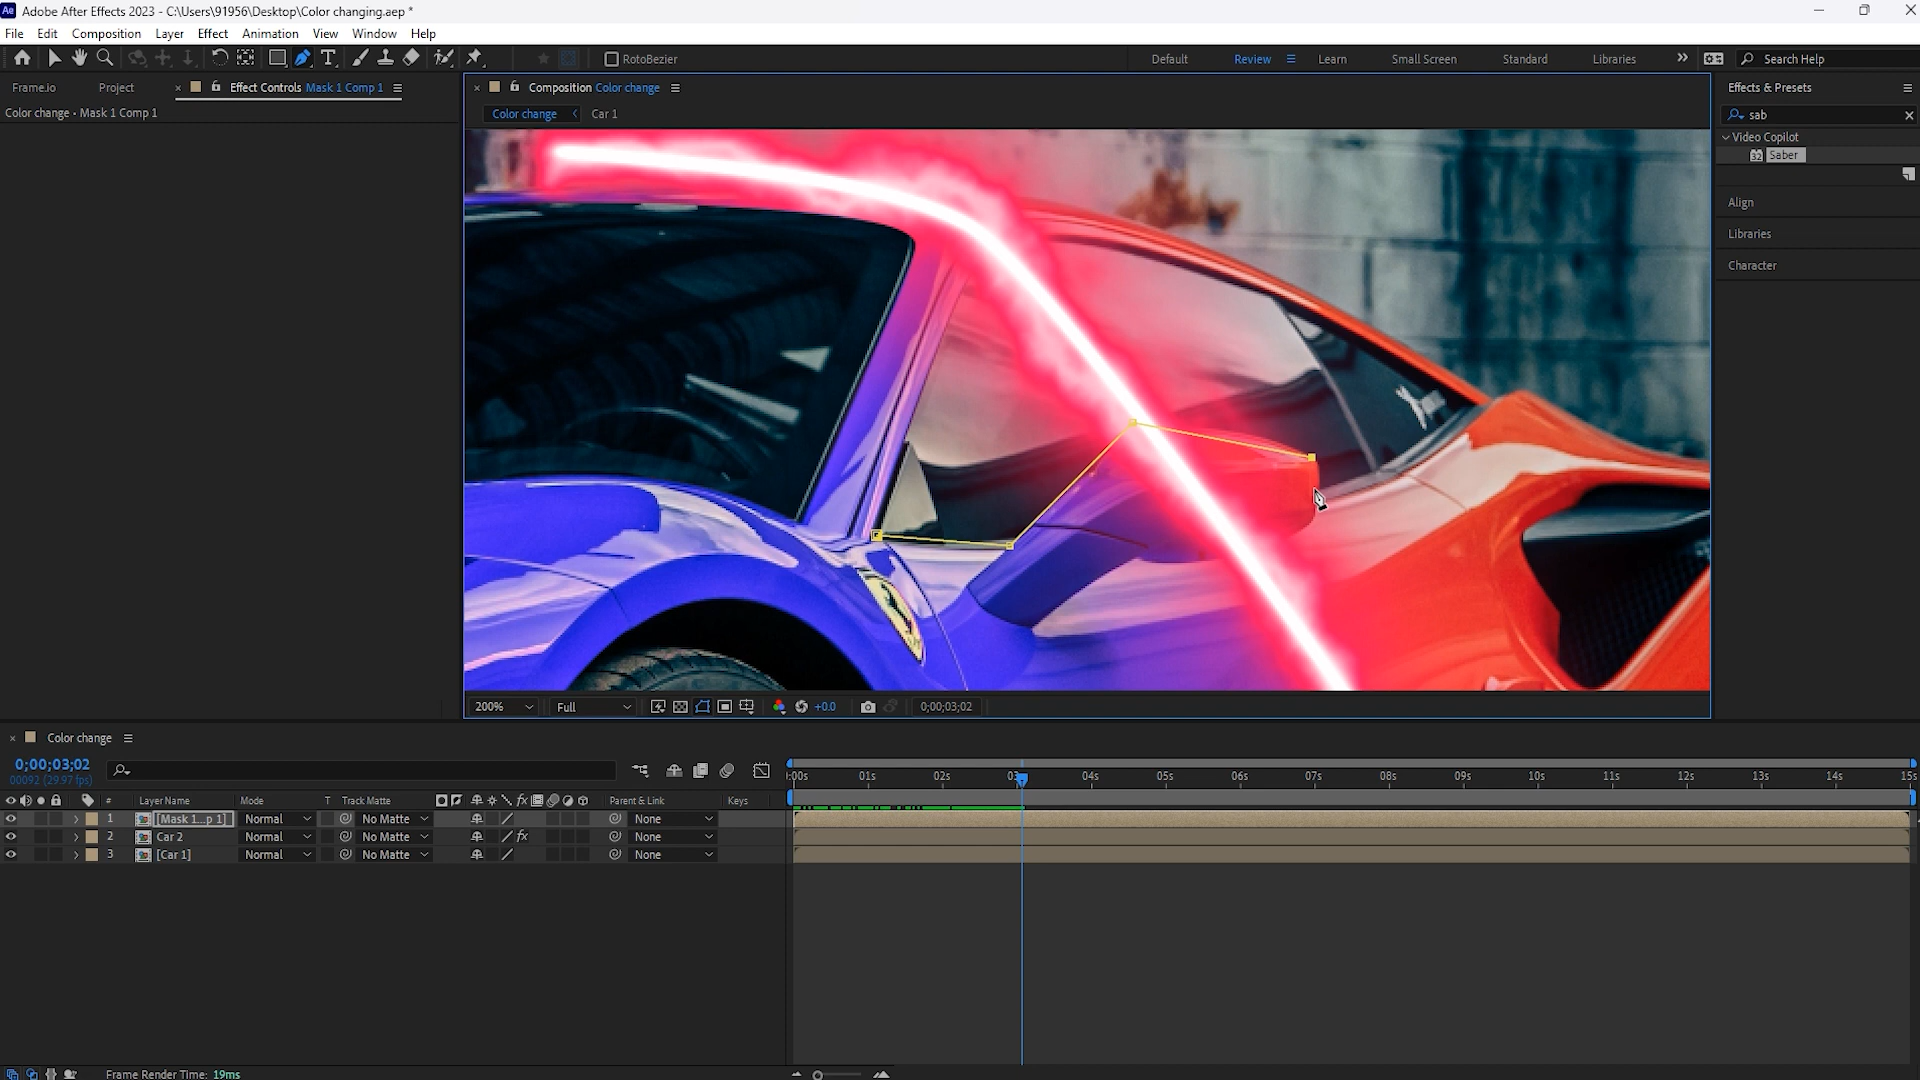 Ae Adobe After Effects 2023 - C:\Users\91956\Desktop\Color changing.aep *
File Edit Composition Layer Effect Animation View Window Help
T RotoBezier Default Review Learn Small Screen Standard Libraries Search Help
Frame.io Project Effect Controls Mask 1 Comp 1 Composition Color change Effects & Presets
Color change • Mask 1 Comp 1 Color change Car 1 sab
Video Copilot
32 Saber
Align
Libraries
Character
200% Full +0.0 0;00;03;02
Color change
0;00;03;02
00092 (29.97 fps)
:00s 01s 02s 03 04s 05s 06s 07s 08s 09s 10s 11s 12s 13s 14s 15s
# Layer Name Mode T Track Matte fx Parent & Link Keys
1 [Mask 1...p 1] Normal No Matte None
2 Car 2 Normal No Matte fx None
3 [Car 1] Normal No Matte None
Frame Render Time: 19ms